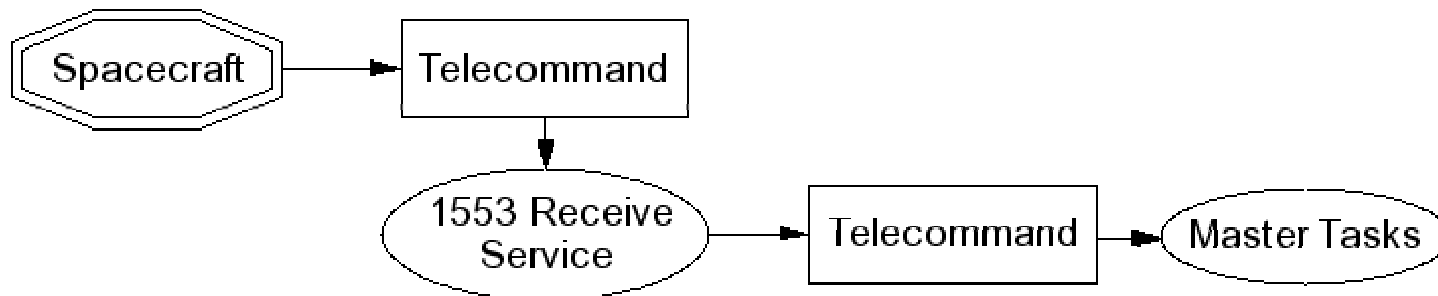 Spacecraft
Telecommand
1553 Receive
Service
Telecommand
Master Tasks